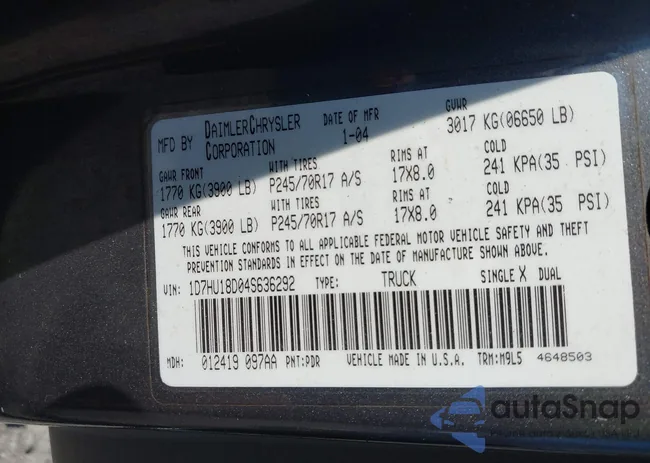 MFD BY DAIMLERCHRYSLER CORPORATION DATE OF MFR 1-04 GVWR 3017 KG(06650 LB)
GAWR FRONT WITH TIRES RIMS AT COLD
1770 KG(3900 LB) P245/70R17 A/S 17X8.0 241 KPA(35 PSI)
GAWR REAR WITH TIRES RIMS AT COLD
1770 KG(3900 LB) P245/70R17 A/S 17X8.0 241 KPA(35 PSI)
THIS VEHICLE CONFORMS TO ALL APPLICABLE FEDERAL MOTOR VEHICLE SAFETY AND THEFT
PREVENTION STANDARDS IN EFFECT ON THE DATE OF MANUFACTURE SHOWN ABOVE.
VIN: 1D7HU18D04S636292 TYPE: TRUCK SINGLE X DUAL
MDH: 012419 097AA PNT:PDR VEHICLE MADE IN U.S.A. TRM:M9L5 4648503
autoSnap